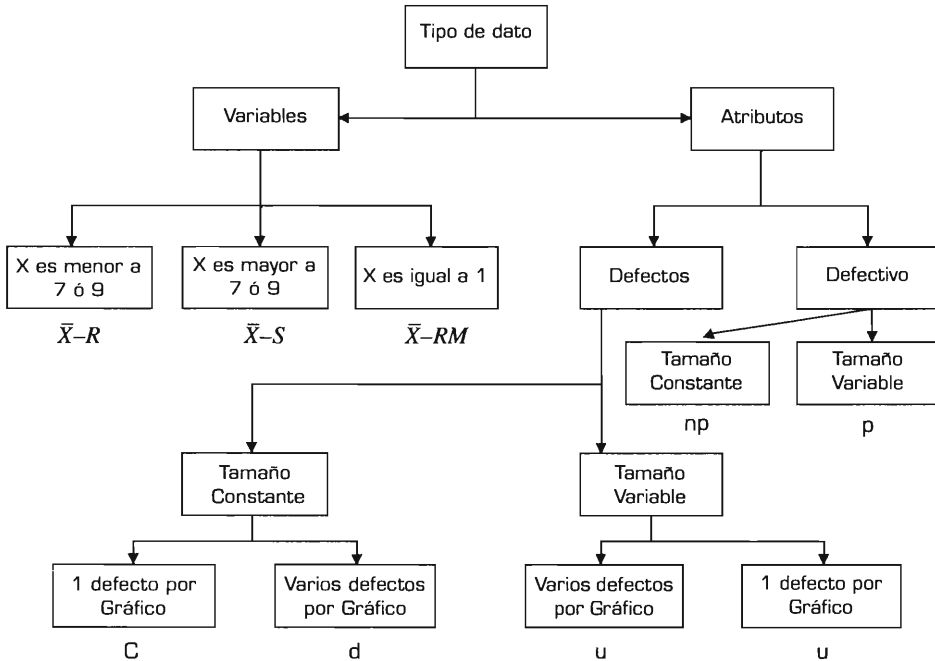 Tipo de dato
Variables
Atributos
X es menor a
7 ó 9
X es mayor a
7 ó 9
X es igual a 1
Defectos
Defectivo
X̄–R
X̄–S
X̄–RM
Tamaño
Constante
Tamaño
Variable
np
p
Tamaño
Constante
Tamaño
Variable
1 defecto por
Gráfico
Varios defectos
por Gráfico
Varios defectos
por Gráfico
1 defecto por
Gráfico
C
d
u
u